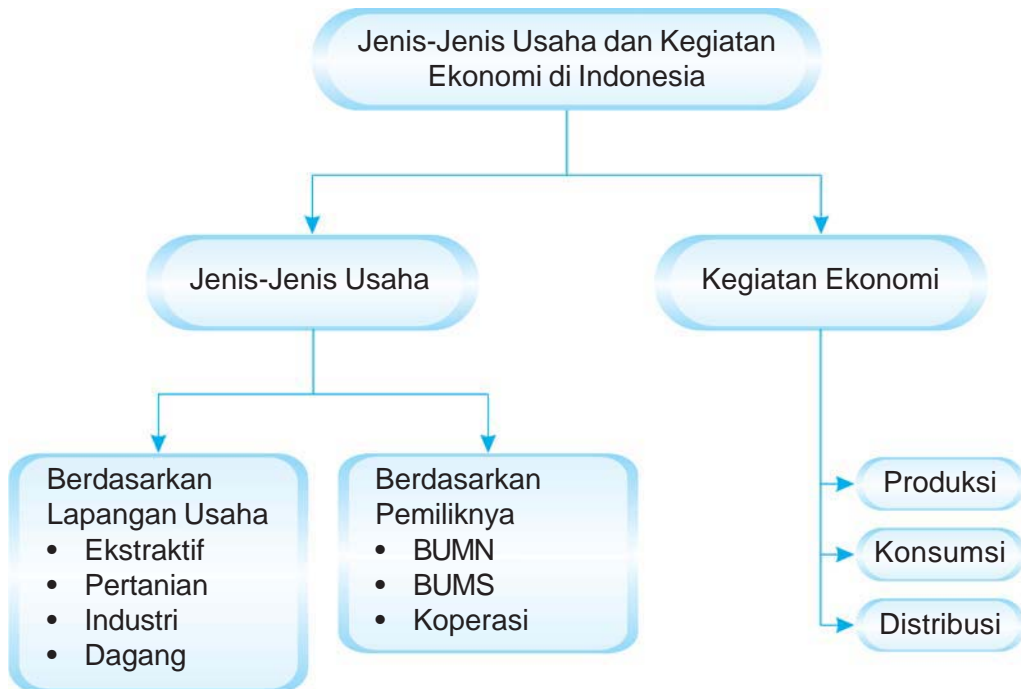 Jenis-Jenis Usaha dan Kegiatan
Ekonomi di Indonesia
Jenis-Jenis Usaha
Kegiatan Ekonomi
Berdasarkan
Lapangan Usaha
• Ekstraktif
• Pertanian
• Industri
• Dagang
Berdasarkan
Pemiliknya
• BUMN
• BUMS
• Koperasi
Produksi
Konsumsi
Distribusi